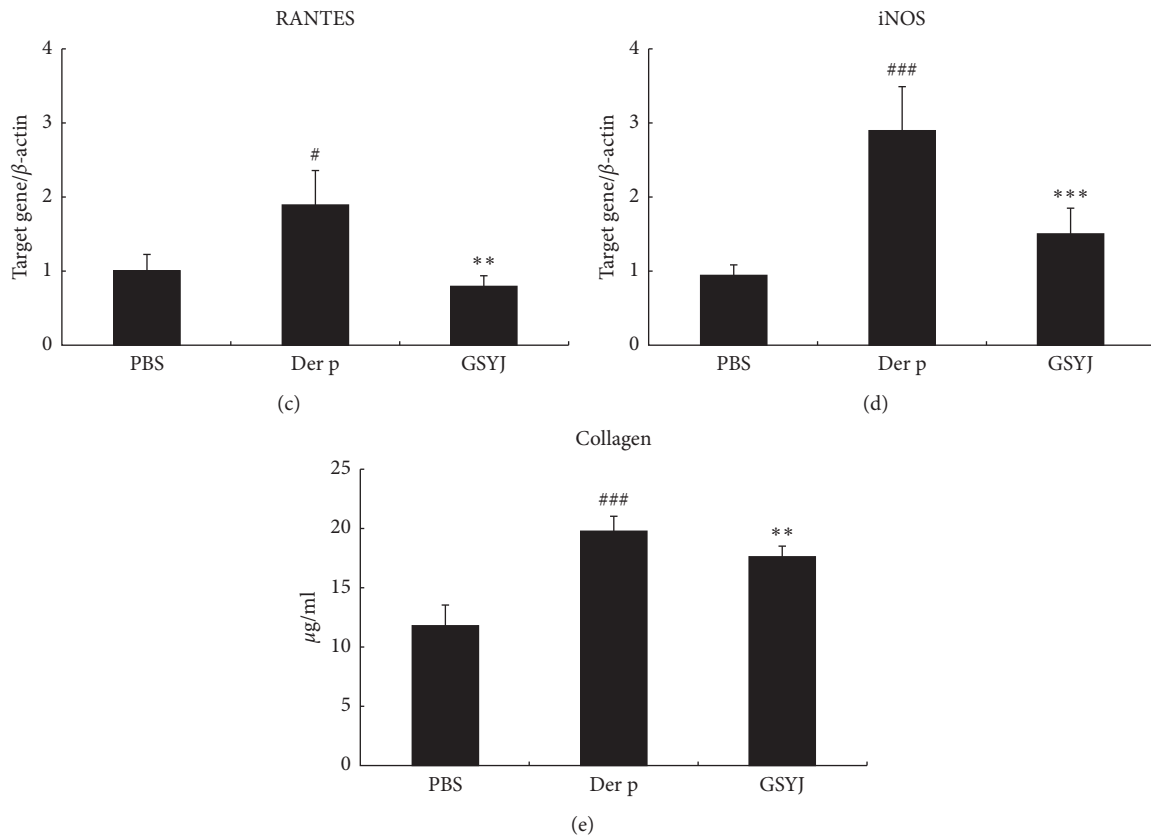 RANTES
4
3
2
1
0
Target gene/β-actin
#
**
PBS
Der p
GSYJ
(c)
iNOS
4
3
2
1
0
Target gene/β-actin
###
***
PBS
Der p
GSYJ
(d)
Collagen
25
20
15
10
5
0
μg/ml
###
**
PBS
Der p
GSYJ
(e)